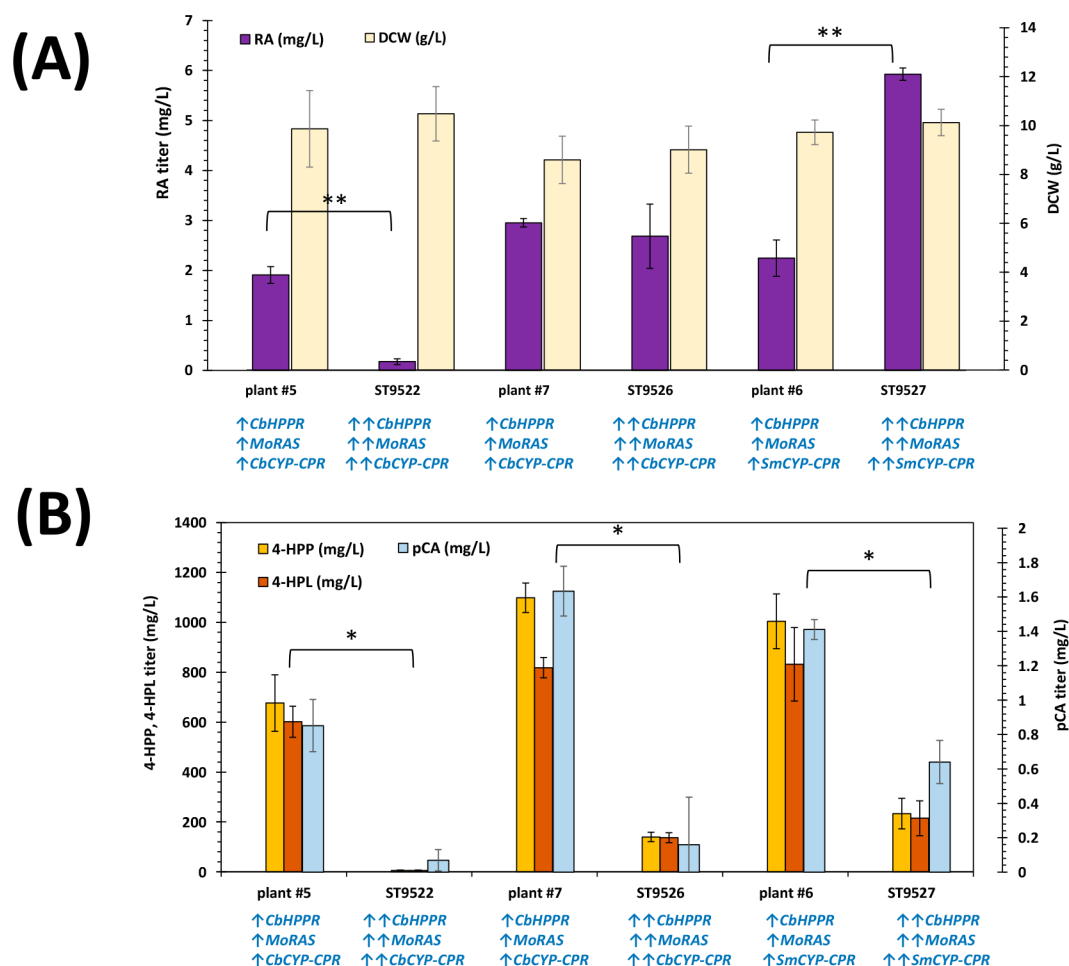 (A)
RA (mg/L) DCW (g/L)
**
**
RA titer (mg/L)
7
6
5
4
3
2
1
0
14
12
10
8
6
4
2
0
DCW (g/L)
plant #5 ST9522 plant #7 ST9526 plant #6 ST9527
↑CbHPPR ↑↑CbHPPR ↑CbHPPR ↑↑CbHPPR ↑CbHPPR ↑↑CbHPPR
↑MoRAS ↑↑MoRAS ↑MoRAS ↑↑MoRAS ↑MoRAS ↑↑MoRAS
↑CbCYP-CPR ↑↑CbCYP-CPR ↑CbCYP-CPR ↑↑CbCYP-CPR ↑SmCYP-CPR ↑↑SmCYP-CPR
(B)
4-HPP (mg/L) pCA (mg/L)
4-HPL (mg/L)
*
*
*
4-HPP, 4-HPL titer (mg/L)
1400
1200
1000
800
600
400
200
0
2
1.8
1.6
1.4
1.2
1
0.8
0.6
0.4
0.2
0
pCA titer (mg/L)
plant #5 ST9522 plant #7 ST9526 plant #6 ST9527
↑CbHPPR ↑↑CbHPPR ↑CbHPPR ↑↑CbHPPR ↑CbHPPR ↑↑CbHPPR
↑MoRAS ↑↑MoRAS ↑MoRAS ↑↑MoRAS ↑MoRAS ↑↑MoRAS
↑CbCYP-CPR ↑↑CbCYP-CPR ↑CbCYP-CPR ↑↑CbCYP-CPR ↑SmCYP-CPR ↑↑SmCYP-CPR